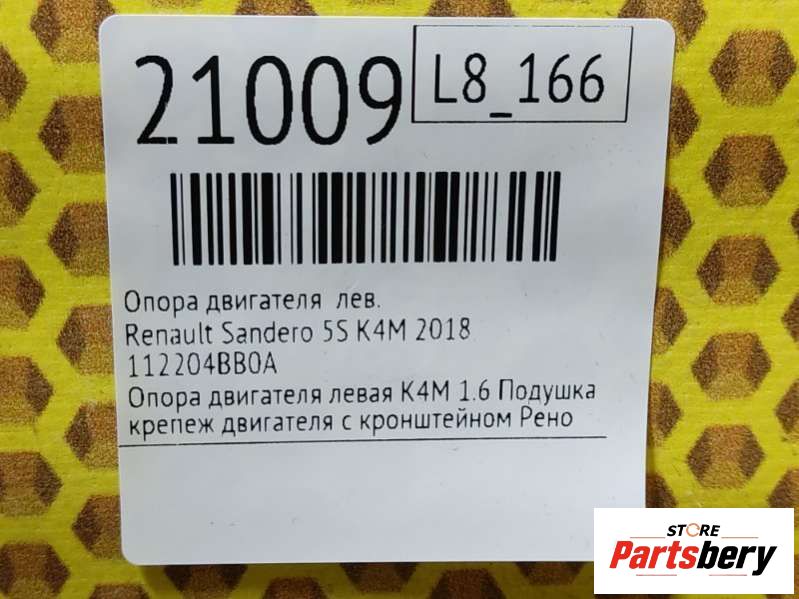 21009
L8_166
Опора двигателя лев.
Renault Sandero 5S K4M 2018
112204BB0A
Опора двигателя левая K4M 1.6 Подушка
крепеж двигателя с кронштейном Рено
STORE
Partsbery